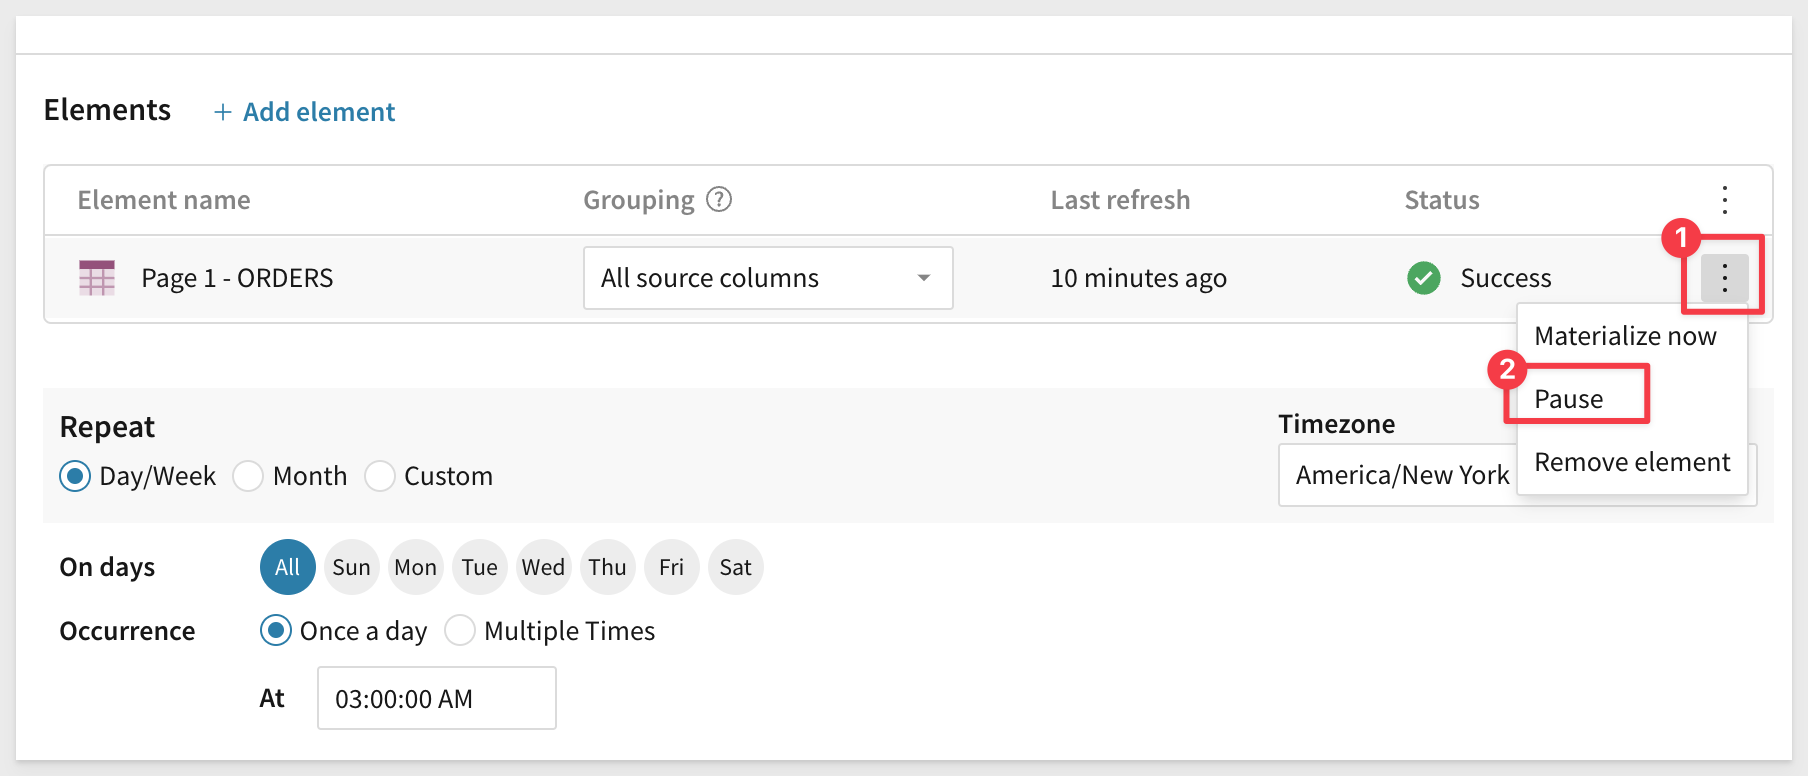 Elements + Add element
Element name Grouping ? Last refresh Status
1
Page 1 - ORDERS All source columns 10 minutes ago Success
Materialize now
2
Pause
Remove element
Repeat Timezone
Day/Week Month Custom America/New York
On days All Sun Mon Tue Wed Thu Fri Sat
Occurrence Once a day Multiple Times
At 03:00:00 AM